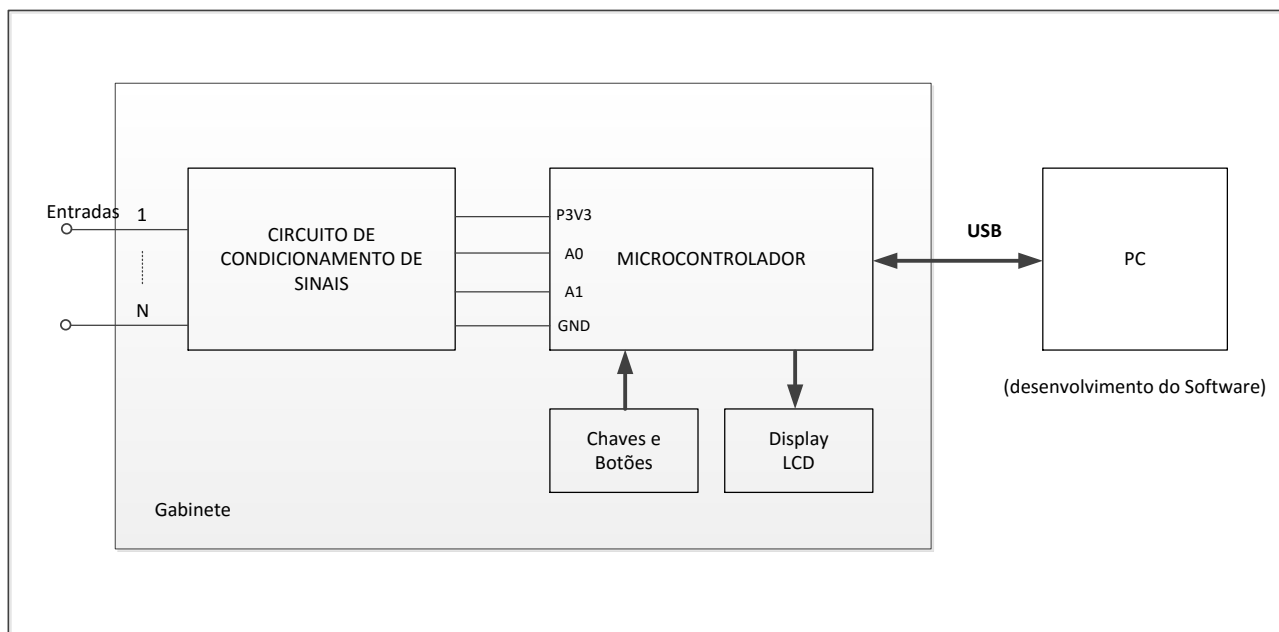 Entradas
1
N
CIRCUITO DE
CONDICIONAMENTO DE
SINAIS
P3V3
A0
A1
GND
MICROCONTROLADOR
USB
PC
(desenvolvimento do Software)
Chaves e
Botões
Display
LCD
Gabinete